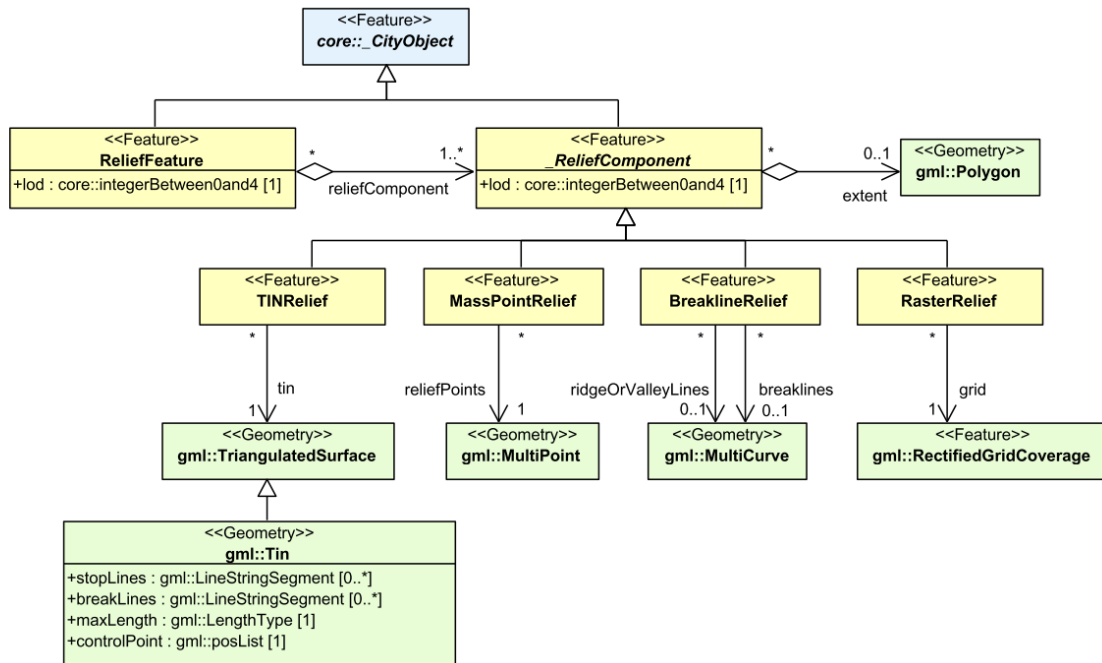 <<Feature>>
core::_CityObject
<<Feature>>
ReliefFeature
+lod : core::integerBetween0and4 [1]
*
1..*
reliefComponent
<<Feature>>
_ReliefComponent
+lod : core::integerBetween0and4 [1]
*
0..1
extent
<<Geometry>>
gml::Polygon
<<Feature>>
TINRelief
<<Feature>>
MassPointRelief
<<Feature>>
BreaklineRelief
<<Feature>>
RasterRelief
*
tin
1
*
reliefPoints
1
*
ridgeOrValleyLines
0..1
*
breaklines
0..1
*
grid
1
<<Geometry>>
gml::TriangulatedSurface
<<Geometry>>
gml::MultiPoint
<<Geometry>>
gml::MultiCurve
<<Feature>>
gml::RectifiedGridCoverage
<<Geometry>>
gml::Tin
+stopLines : gml::LineStringSegment [0..*]
+breakLines : gml::LineStringSegment [0..*]
+maxLength : gml::LengthType [1]
+controlPoint : gml::posList [1]